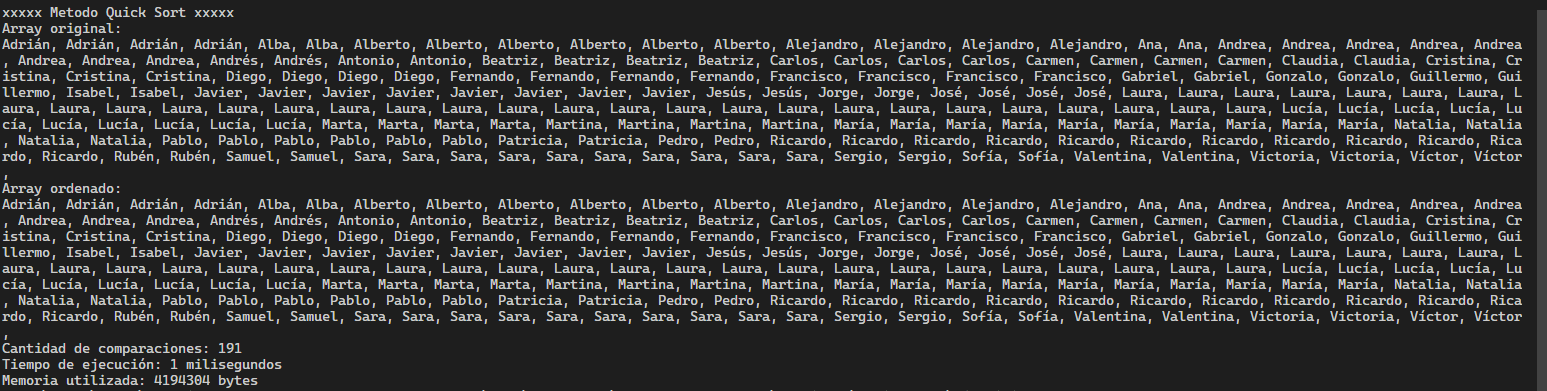 xxxxx Metodo Quick Sort xxxxx
Array original:
Adrián, Adrián, Adrián, Adrián, Alba, Alba, Alberto, Alberto, Alberto, Alberto, Alberto, Alberto, Alejandro, Alejandro, Alejandro, Alejandro, Ana, Ana, Andrea, Andrea, Andrea, Andrea, Andrea
, Andrea, Andrea, Andrea, Andrés, Andrés, Antonio, Antonio, Beatriz, Beatriz, Beatriz, Beatriz, Carlos, Carlos, Carlos, Carlos, Carmen, Carmen, Carmen, Carmen, Claudia, Claudia, Cristina, Cr
istina, Cristina, Cristina, Diego, Diego, Diego, Diego, Fernando, Fernando, Fernando, Fernando, Francisco, Francisco, Francisco, Francisco, Gabriel, Gabriel, Gonzalo, Gonzalo, Guillermo, Gui
llermo, Isabel, Isabel, Javier, Javier, Javier, Javier, Javier, Javier, Javier, Javier, Jesús, Jesús, Jorge, Jorge, José, José, José, José, Laura, Laura, Laura, Laura, Laura, Laura, Laura, L
aura, Laura, Laura, Laura, Laura, Laura, Laura, Laura, Laura, Laura, Laura, Laura, Laura, Laura, Laura, Laura, Laura, Laura, Laura, Laura, Laura, Laura, Lucía, Lucía, Lucía, Lucía, Lu
cía, Lucía, Lucía, Lucía, Lucía, Lucía, Marta, Marta, Marta, Marta, Martina, Martina, Martina, Martina, María, María, María, María, María, María, María, María, María, María, Natalia, Natalia
, Natalia, Natalia, Pablo, Pablo, Pablo, Pablo, Pablo, Pablo, Patricia, Patricia, Pedro, Pedro, Ricardo, Ricardo, Ricardo, Ricardo, Ricardo, Ricardo, Ricardo, Ricardo, Ricardo, Ricardo, Rica
rdo, Ricardo, Rubén, Rubén, Samuel, Samuel, Sara, Sara, Sara, Sara, Sara, Sara, Sara, Sara, Sara, Sara, Sergio, Sergio, Sofía, Sofía, Valentina, Valentina, Victoria, Victoria, Víctor, Víctor
,
Array ordenado:
Adrián, Adrián, Adrián, Adrián, Alba, Alba, Alberto, Alberto, Alberto, Alberto, Alberto, Alberto, Alejandro, Alejandro, Alejandro, Alejandro, Ana, Ana, Andrea, Andrea, Andrea, Andrea, Andrea
, Andrea, Andrea, Andrea, Andrés, Andrés, Antonio, Antonio, Beatriz, Beatriz, Beatriz, Beatriz, Carlos, Carlos, Carlos, Carlos, Carmen, Carmen, Carmen, Carmen, Claudia, Claudia, Cristina, Cr
istina, Cristina, Cristina, Diego, Diego, Diego, Diego, Fernando, Fernando, Fernando, Fernando, Francisco, Francisco, Francisco, Francisco, Gabriel, Gabriel, Gonzalo, Gonzalo, Guillermo, Gui
llermo, Isabel, Isabel, Javier, Javier, Javier, Javier, Javier, Javier, Javier, Javier, Jesús, Jesús, Jorge, Jorge, José, José, José, José, Laura, Laura, Laura, Laura, Laura, Laura, Laura, L
aura, Laura, Laura, Laura, Laura, Laura, Laura, Laura, Laura, Laura, Laura, Laura, Laura, Laura, Laura, Laura, Laura, Laura, Laura, Laura, Laura, Laura, Lucía, Lucía, Lucía, Lucía, Lu
cía, Lucía, Lucía, Lucía, Lucía, Lucía, Marta, Marta, Marta, Marta, Martina, Martina, Martina, Martina, María, María, María, María, María, María, María, María, María, María, Natalia, Natalia
, Natalia, Natalia, Pablo, Pablo, Pablo, Pablo, Pablo, Pablo, Patricia, Patricia, Pedro, Pedro, Ricardo, Ricardo, Ricardo, Ricardo, Ricardo, Ricardo, Ricardo, Ricardo, Ricardo, Ricardo, Rica
rdo, Ricardo, Rubén, Rubén, Samuel, Samuel, Sara, Sara, Sara, Sara, Sara, Sara, Sara, Sara, Sara, Sara, Sergio, Sergio, Sofía, Sofía, Valentina, Valentina, Victoria, Victoria, Víctor, Víctor
,
Cantidad de comparaciones: 191
Tiempo de ejecución: 1 milisegundos
Memoria utilizada: 4194304 bytes